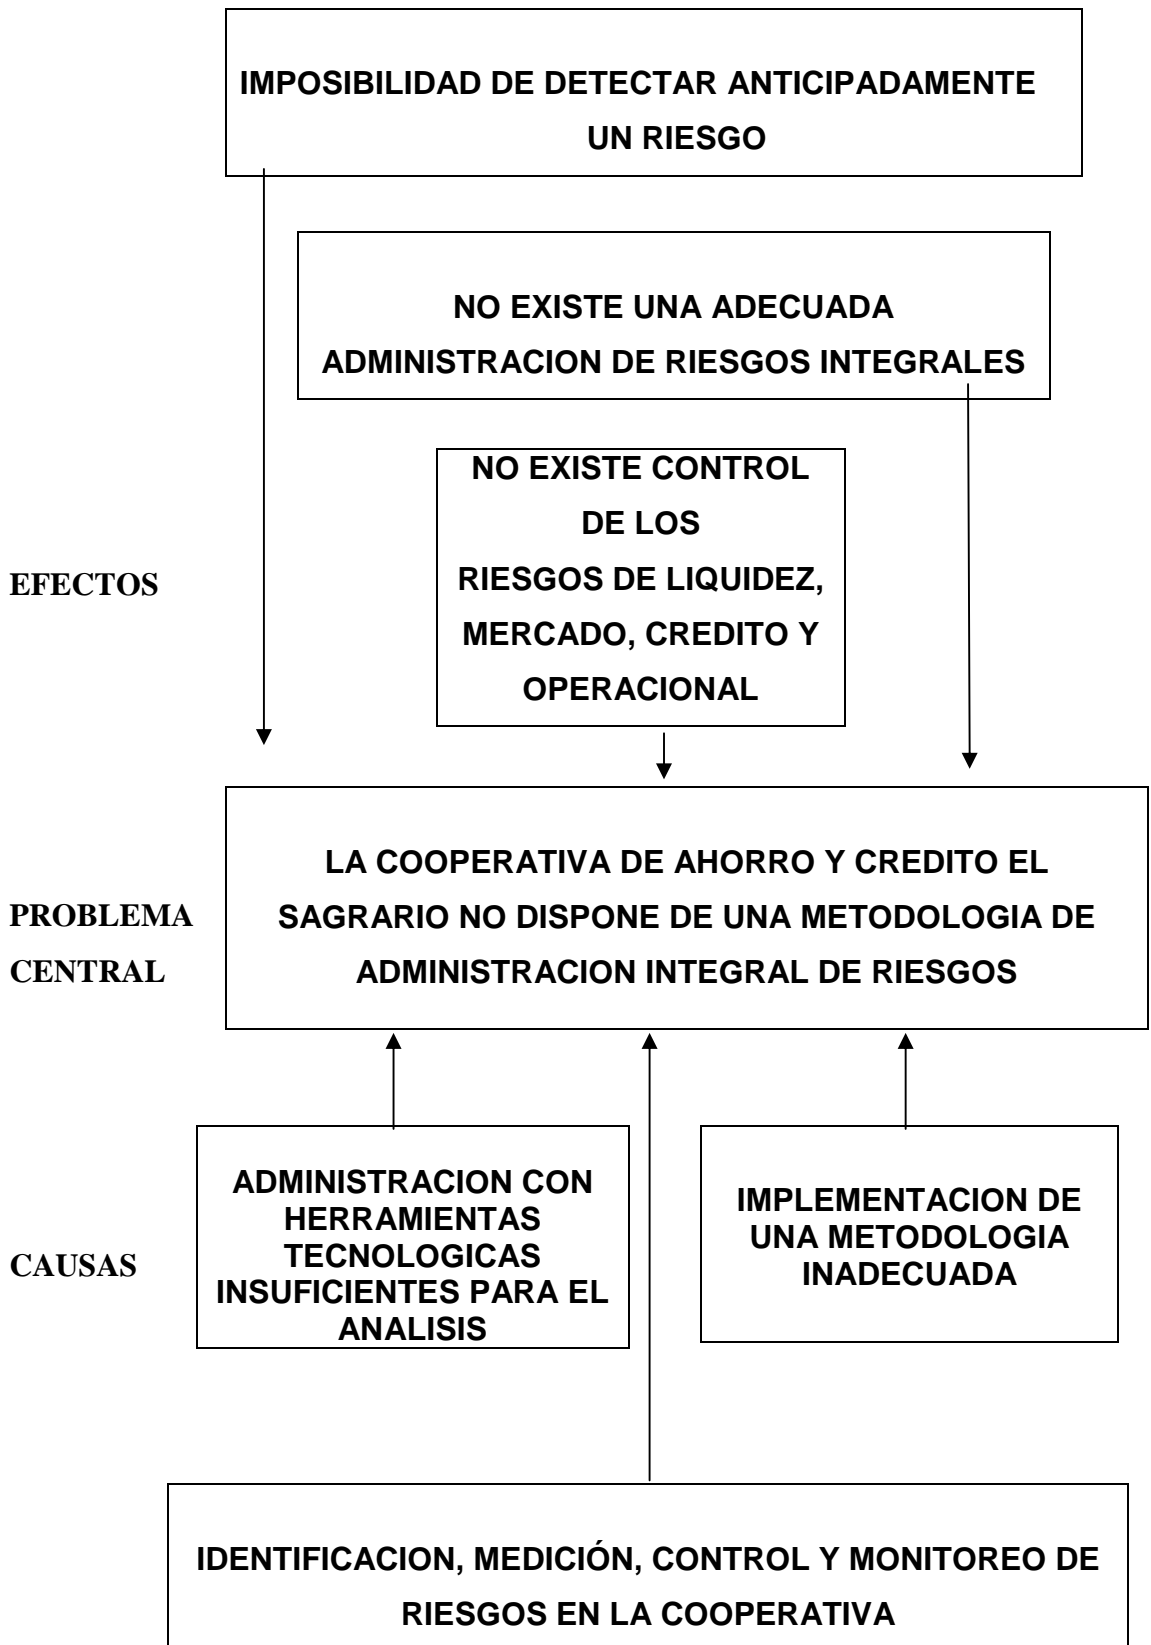 IMPOSIBILIDAD DE DETECTAR ANTICIPADAMENTE
UN RIESGO
NO EXISTE UNA ADECUADA
ADMINISTRACION DE RIESGOS INTEGRALES
NO EXISTE CONTROL
DE LOS
RIESGOS DE LIQUIDEZ,
MERCADO, CREDITO Y
OPERACIONAL
EFECTOS
LA COOPERATIVA DE AHORRO Y CREDITO EL
SAGRARIO NO DISPONE DE UNA METODOLOGIA DE
ADMINISTRACION INTEGRAL DE RIESGOS
PROBLEMA
CENTRAL
ADMINISTRACION CON
HERRAMIENTAS
TECNOLOGICAS
INSUFICIENTES PARA EL
ANALISIS
IMPLEMENTACION DE
UNA METODOLOGIA
INADECUADA
CAUSAS
IDENTIFICACION, MEDICIÓN, CONTROL Y MONITOREO DE
RIESGOS EN LA COOPERATIVA